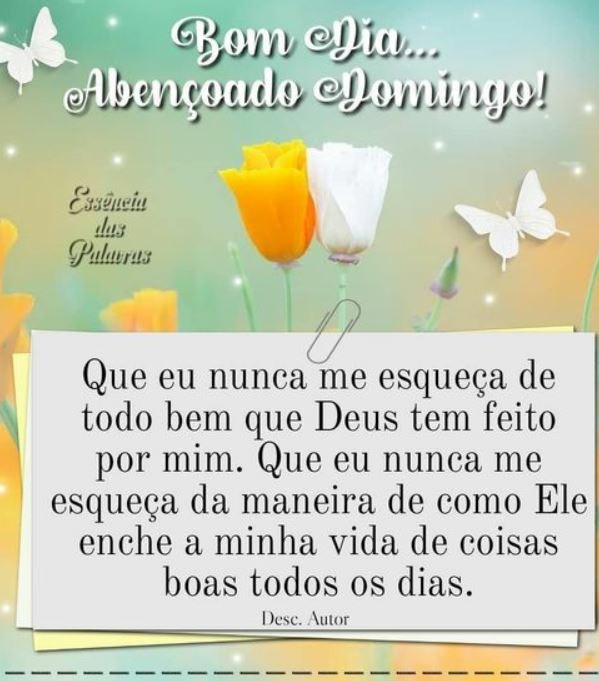 Bom Dia...
Abençoado Domingo!
Essência
das
Palavras
Que eu nunca me esqueça de
todo bem que Deus tem feito
por mim. Que eu nunca me
esqueça da maneira de como Ele
enche a minha vida de coisas
boas todos os dias.
Desc. Autor